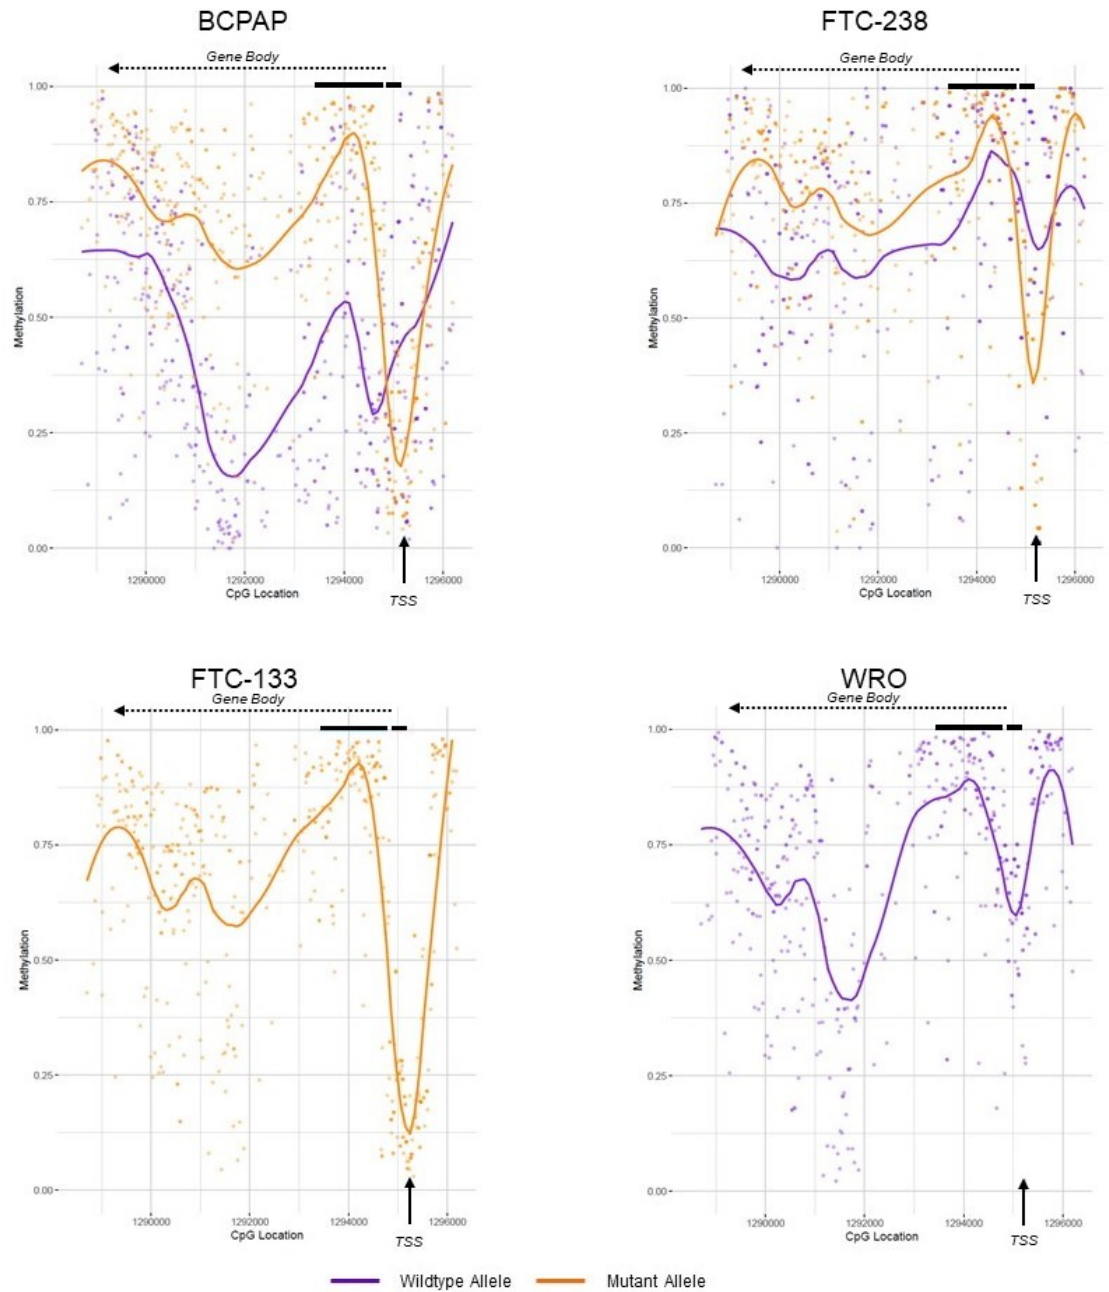 BCPAP
FTC-238
Gene Body
Gene Body
1.00
0.75
0.50
0.25
0.00
Methylation
1290000
1292000
1294000
1296000
CpG Location
TSS
1.00
0.75
0.50
0.25
0.00
Methylation
1290000
1292000
1294000
1296000
CpG Location
TSS
FTC-133
WRO
Gene Body
Gene Body
1.00
0.75
0.50
0.25
0.00
Methylation
1290000
1292000
1294000
1296000
CpG Location
TSS
1.00
0.75
0.50
0.25
0.00
Methylation
1290000
1292000
1294000
1296000
CpG Location
TSS
Wildtype Allele
Mutant Allele